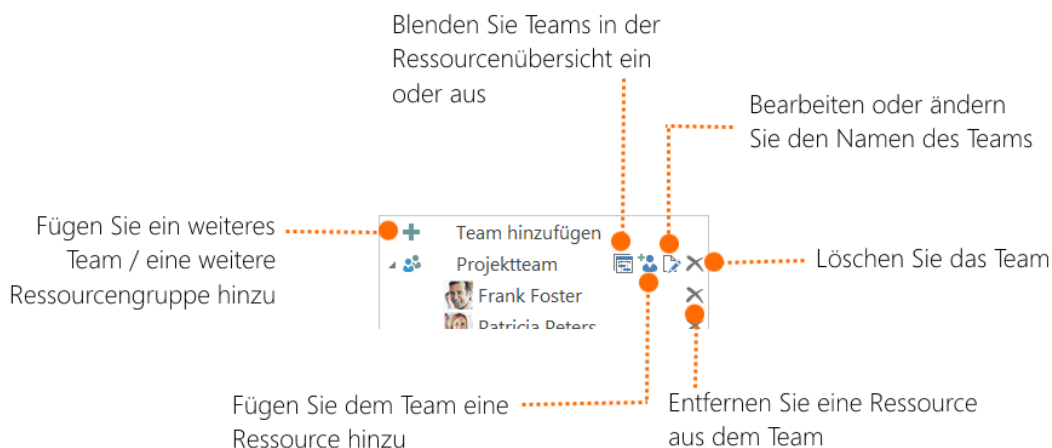 Blenden Sie Teams in der
Ressourcenübersicht ein
oder aus
Bearbeiten oder ändern
Sie den Namen des Teams
Fügen Sie ein weiteres
Team / eine weitere
Ressourcengruppe hinzu
Team hinzufügen
Projektteam
Löschen Sie das Team
Frank Foster
Patricia Peters
Fügen Sie dem Team eine
Ressource hinzu
Entfernen Sie eine Ressource
aus dem Team